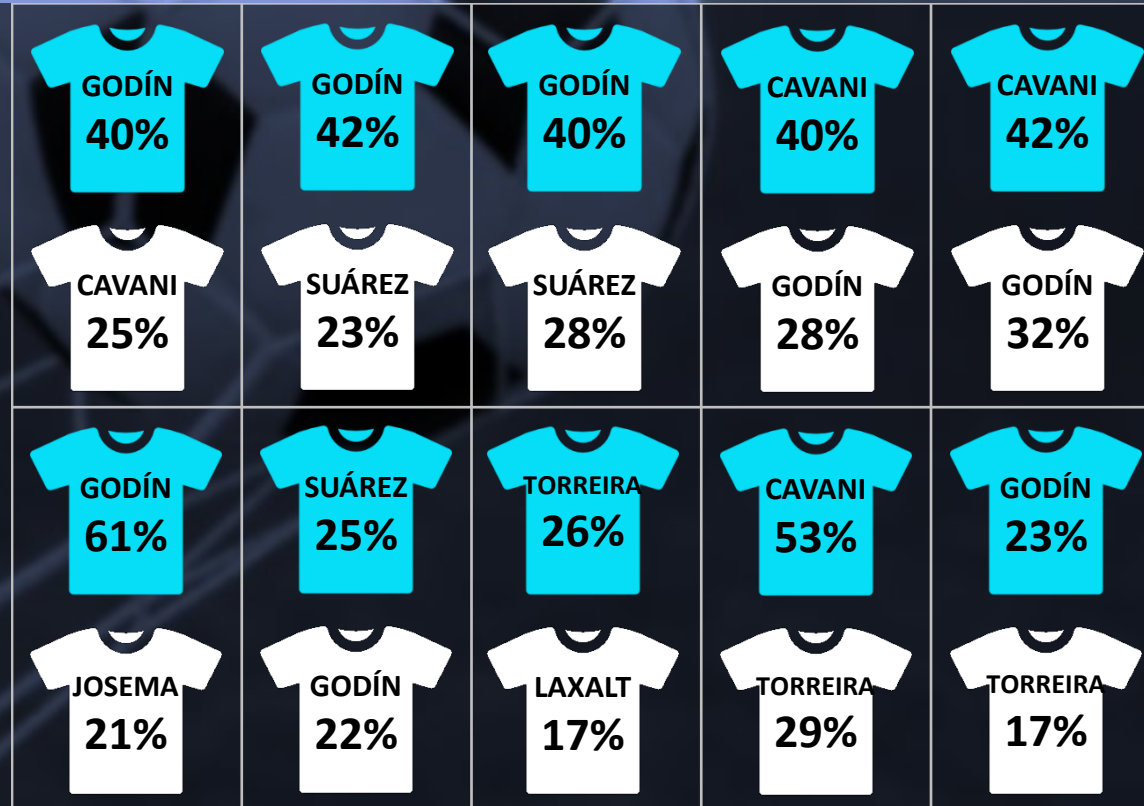 GODÍN
40%
GODÍN
42%
GODÍN
40%
CAVANI
40%
CAVANI
42%
CAVANI
25%
SUÁREZ
23%
SUÁREZ
28%
GODÍN
28%
GODÍN
32%
GODÍN
61%
SUÁREZ
25%
TORREIRA
26%
CAVANI
53%
GODÍN
23%
JOSEMA
21%
GODÍN
22%
LAXALT
17%
TORREIRA
29%
TORREIRA
17%